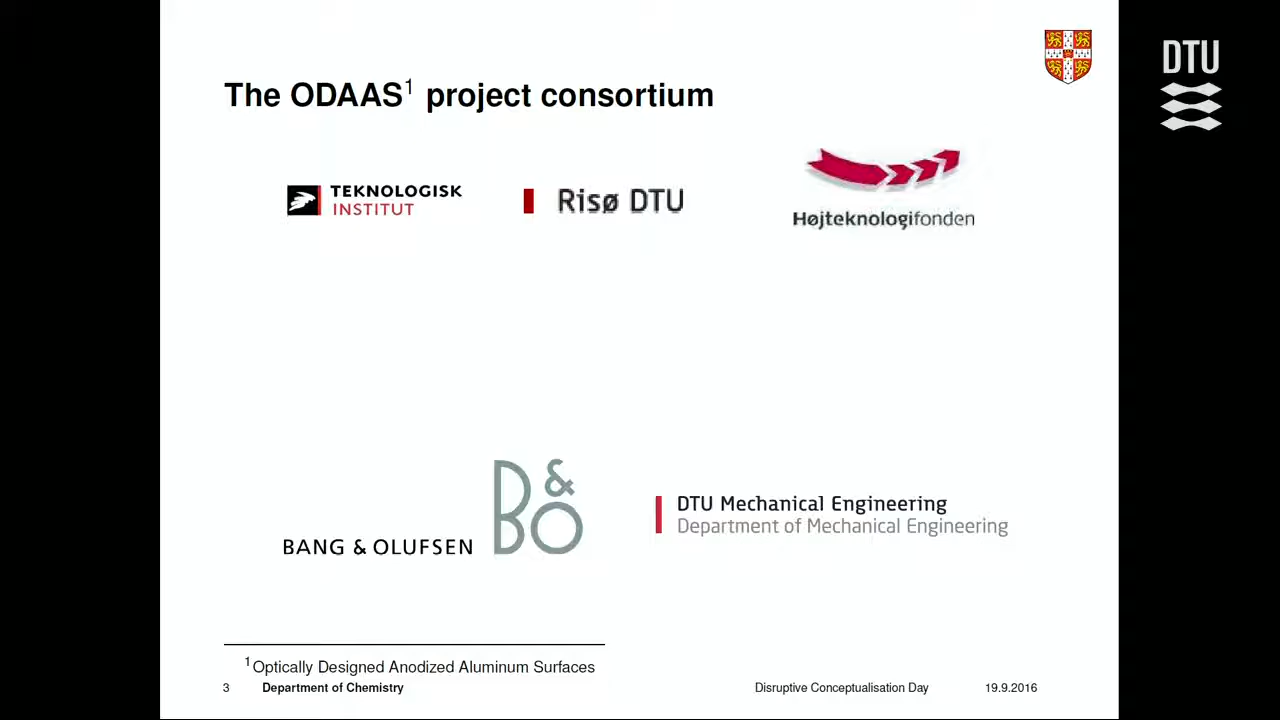 The ODAAS¹ project consortium
DTU
TEKNOLOGISK
INSTITUT
Risø DTU
Højteknologifonden
B&O
BANG & OLUFSEN
DTU Mechanical Engineering
Department of Mechanical Engineering
¹Optically Designed Anodized Aluminum Surfaces
3 Department of Chemistry Disruptive Conceptualisation Day 19.9.2016